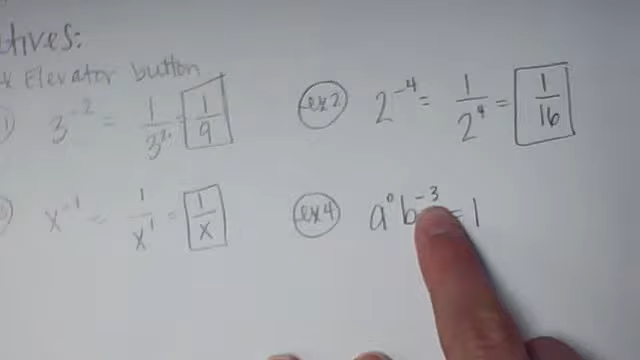 tives:
Elevator button
3⁻² = 1/3² = 1/9
ex2 2⁻⁴ = 1/2⁴ = 1/16
x⁻¹ = 1/x¹ = 1/x
ex4 a⁰b⁻³ = 1